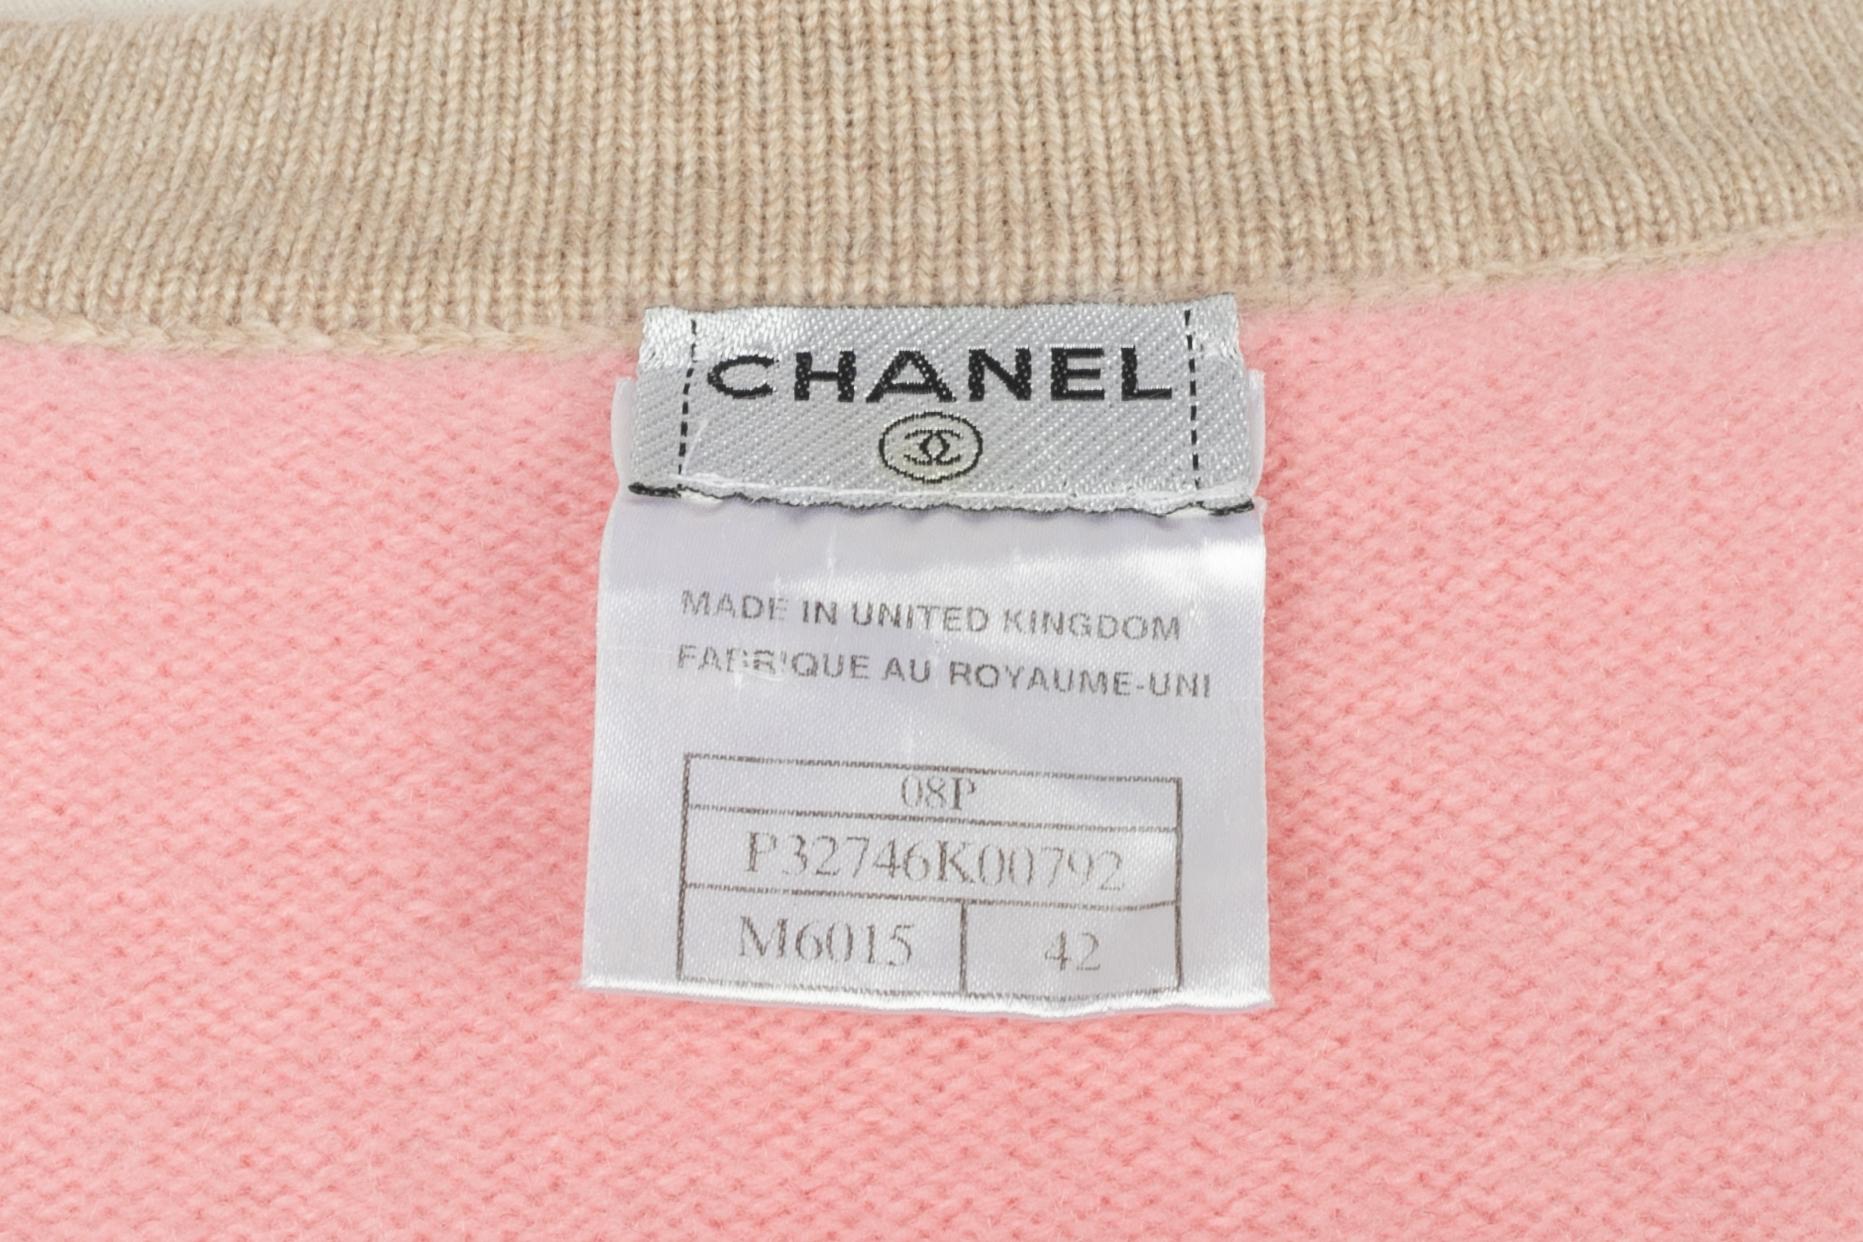 CHANEL
MADE IN UNITED KINGDOM
FABRIQUE AU ROYAUME-UNI
08P
P32746K00792
M6015 42